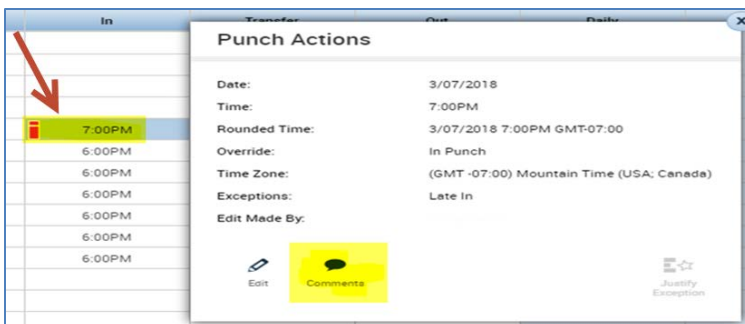 In Transfer Out Daily
Punch Actions
Date: 3/07/2018
Time: 7:00PM
Rounded Time: 3/07/2018 7:00PM GMT-07:00
Override: In Punch
Time Zone: (GMT -07:00) Mountain Time (USA; Canada)
Exceptions: Late In
Edit Made By:
Edit Comments Justify
Exception
7:00PM
6:00PM
6:00PM
6:00PM
6:00PM
6:00PM
6:00PM